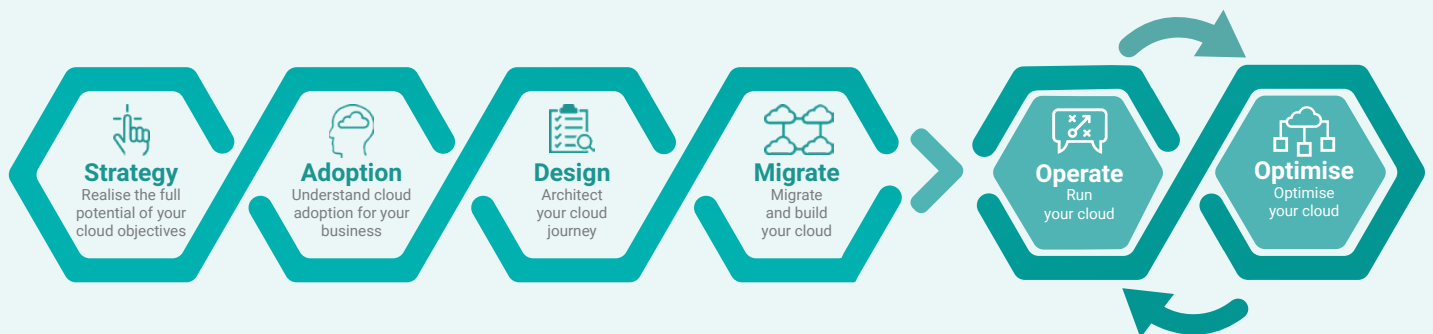 Strategy
Realise the full
potential of your
cloud objectives
Adoption
Understand cloud
adoption for your
business
Design
Architect
your cloud
journey
Migrate
Migrate
and build
your cloud
Operate
Run
your cloud
Optimise
Optimise
your cloud